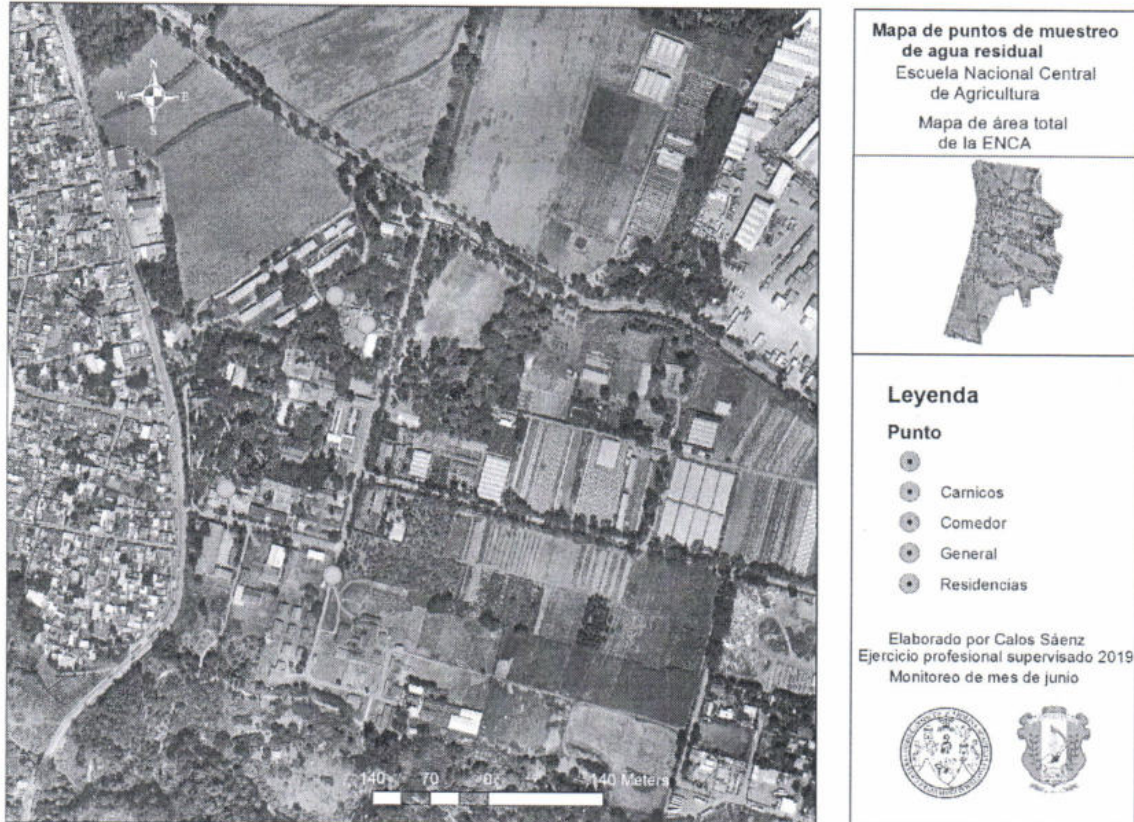 N
W E
S
140 70 0 140 Meters
Mapa de puntos de muestreo
de agua residual
Escuela Nacional Central
de Agricultura
Mapa de área total
de la ENCA
Leyenda
Punto
Carnicos
Comedor
General
Residencias
Elaborado por Calos Sáenz
Ejercicio profesional supervisado 2019
Monitoreo de mes de junio